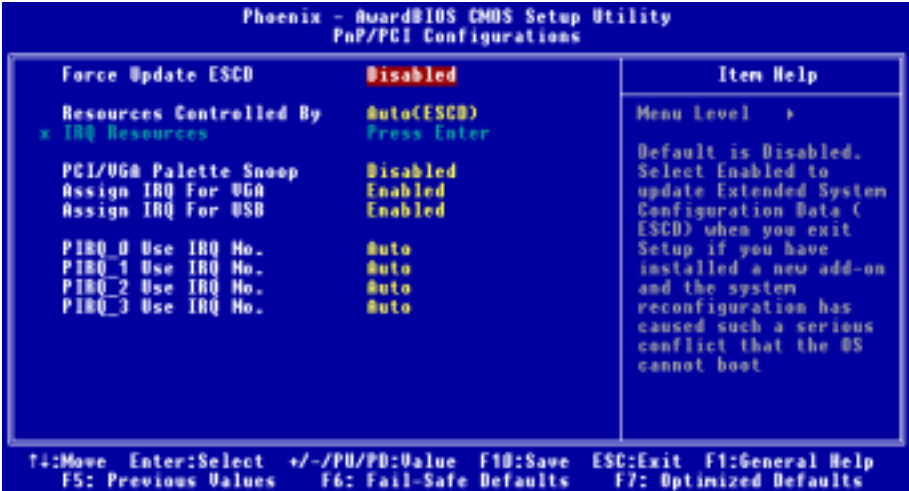 Phoenix - AwardBIOS CMOS Setup Utility
PnP/PCI Configurations
Force Update ESCD Disabled
Resources Controlled By Auto(ESCD)
x IRQ Resources Press Enter
PCI/VGA Palette Snoop Disabled
Assign IRQ For VGA Enabled
Assign IRQ For USB Enabled
PIRQ_0 Use IRQ No. Auto
PIRQ_1 Use IRQ No. Auto
PIRQ_2 Use IRQ No. Auto
PIRQ_3 Use IRQ No. Auto
Item Help
Menu Level ▸
Default is Disabled.
Select Enabled to
update Extended System
Configuration Data (
ESCD) when you exit
Setup if you have
installed a new add-on
and the system
reconfiguration has
caused such a serious
conflict that the OS
cannot boot
↑↓:Move Enter:Select +/-/PU/PD:Value F10:Save ESC:Exit F1:General Help
F5: Previous Values F6: Fail-Safe Defaults F7: Optimized Defaults